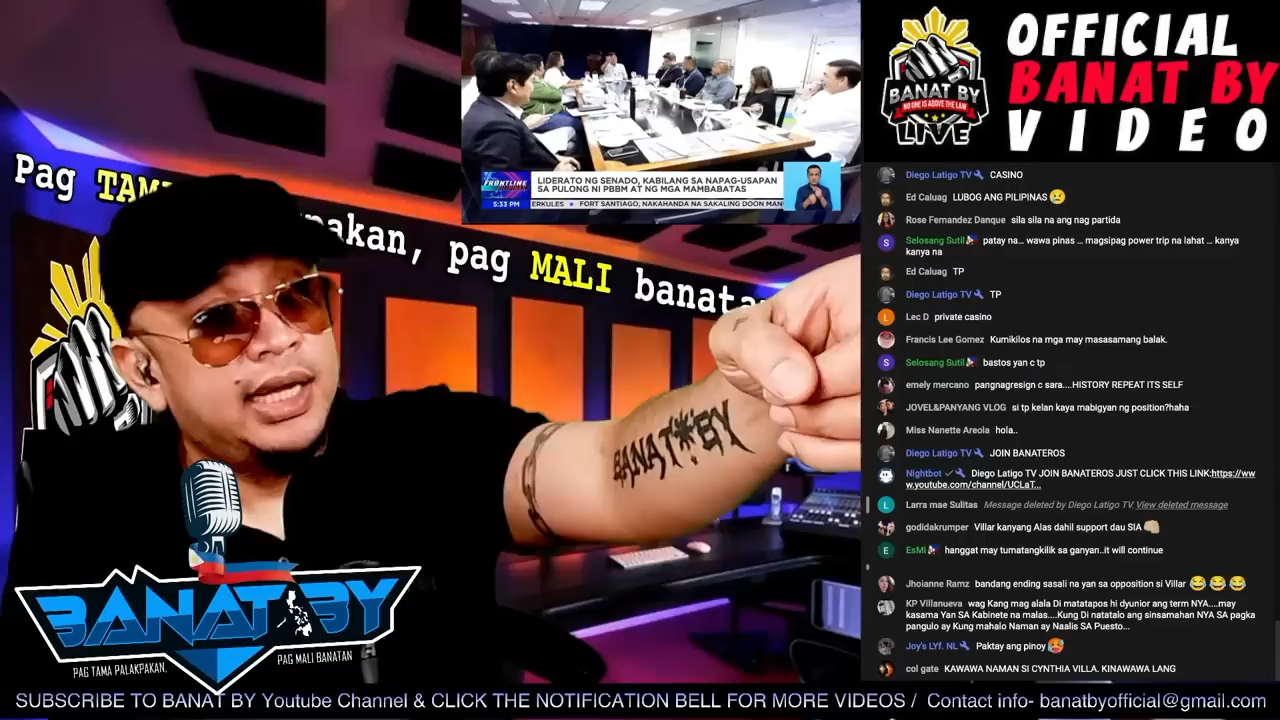 Pag TAM
pakan, pag MALI banata
FRONTLINE
5:33 PM
LIDERATO NG SENADO, KABILANG SA NAPAG-USAPAN
SA PULONG NI PBBM AT NG MGA MAMBABATAS
ERKULES • FORT SANTIAGO, NAKAHANDA NA SAKALING DOON MAN
BANAT BY
NO ONE IS ABOVE THE LAW
LIVE
OFFICIAL
BANAT BY
VIDEO
Diego Latigo TV CASINO
Ed Caluag LUBOG ANG PILIPINAS 😢
Rose Fernandez Danque sila sila na ang nag partida
S Selosang Sutil patay na... wawa pinas ... magsipag power trip na lahat ... kanya
kanya na
Ed Caluag TP
Diego Latigo TV TP
L Lec D private casino
Francis Lee Gomez Kumikilos na mga may masasamang balak.
S Selosang Sutil bastos yan c tp
emely mercano pangnagresign c sara....HISTORY REPEAT ITS SELF
JOVEL&PANYANG VLOG si tp kelan kaya mabigyan ng position?haha
Miss Nanette Areola hola..
Diego Latigo TV JOIN BANATEROS
Nightbot Diego Latigo TV JOIN BANATEROS JUST CLICK THIS LINK:https://ww
w.youtube.com/channel/UCLaT...
L Larra mae Sulitas Message deleted by Diego Latigo TV. View deleted message
godidakrumper Villar kanyang Alas dahil support dau SIA 👊🏼
E EsMi hanggat may tumatangkilik sa ganyan..it will continue
Jhoianne Ramz bandang ending sasali na yan sa opposition si Villar 😂 😂 😂
KP Villanueva wag Kang mag alala Di matatapos hi dyunior ang term NYA....may
kasama Yan SA Kabinete na malas....Kung Di natatalo ang sinsamahan NYA SA pagka
pangulo ay Kung mahalo Naman ay Naalis SA Puesto...
Joy's LYf. NL Paktay ang pinoy 🥵
col gate KAWAWA NAMAN SI CYNTHIA VILLA. KINAWAWA LANG
BANAT*BY
BANAT BY
PAG TAMA PALAKPAKAN,
PAG MALI BANATAN
SUBSCRIBE TO BANAT BY Youtube Channel & CLICK THE NOTIFICATION BELL FOR MORE VIDEOS / Contact info- banatbyofficial@gmail.com